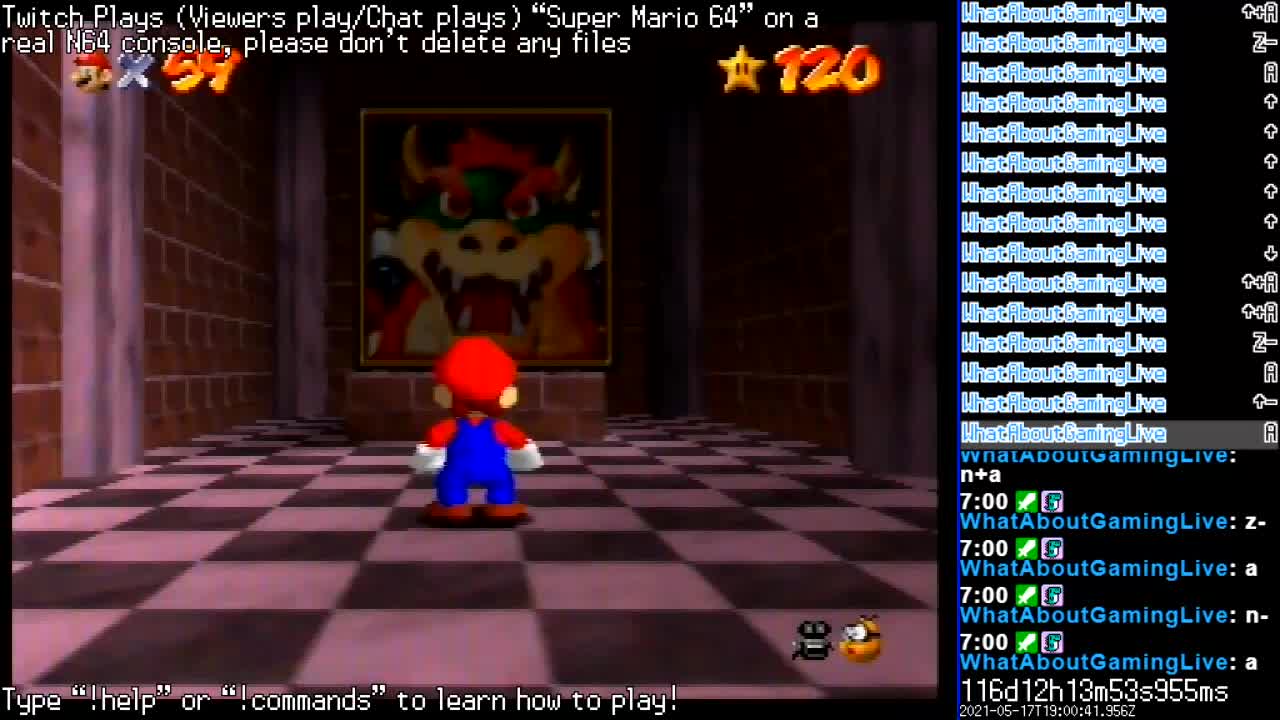 Twitch Plays (Viewers play/Chat plays) “Super Mario 64” on a
real N64 console, please don’t delete any files
59
120
Type “!help” or “!commands” to learn how to play!
WhatAboutGamingLive ↑+A
WhatAboutGamingLive Z-
WhatAboutGamingLive A
WhatAboutGamingLive ↑
WhatAboutGamingLive ↑
WhatAboutGamingLive ↑
WhatAboutGamingLive ↑
WhatAboutGamingLive ↑
WhatAboutGamingLive ↓
WhatAboutGamingLive ↑+A
WhatAboutGamingLive ↑+A
WhatAboutGamingLive Z-
WhatAboutGamingLive A
WhatAboutGamingLive ↑-
WhatAboutGamingLive A
WhatAboutGamingLive:
n+a
7:00
WhatAboutGamingLive: z-
7:00
WhatAboutGamingLive: a
7:00
WhatAboutGamingLive: n-
7:00
WhatAboutGamingLive: a
116d12h13m53s955ms
2021-05-17T19:00:41.956Z